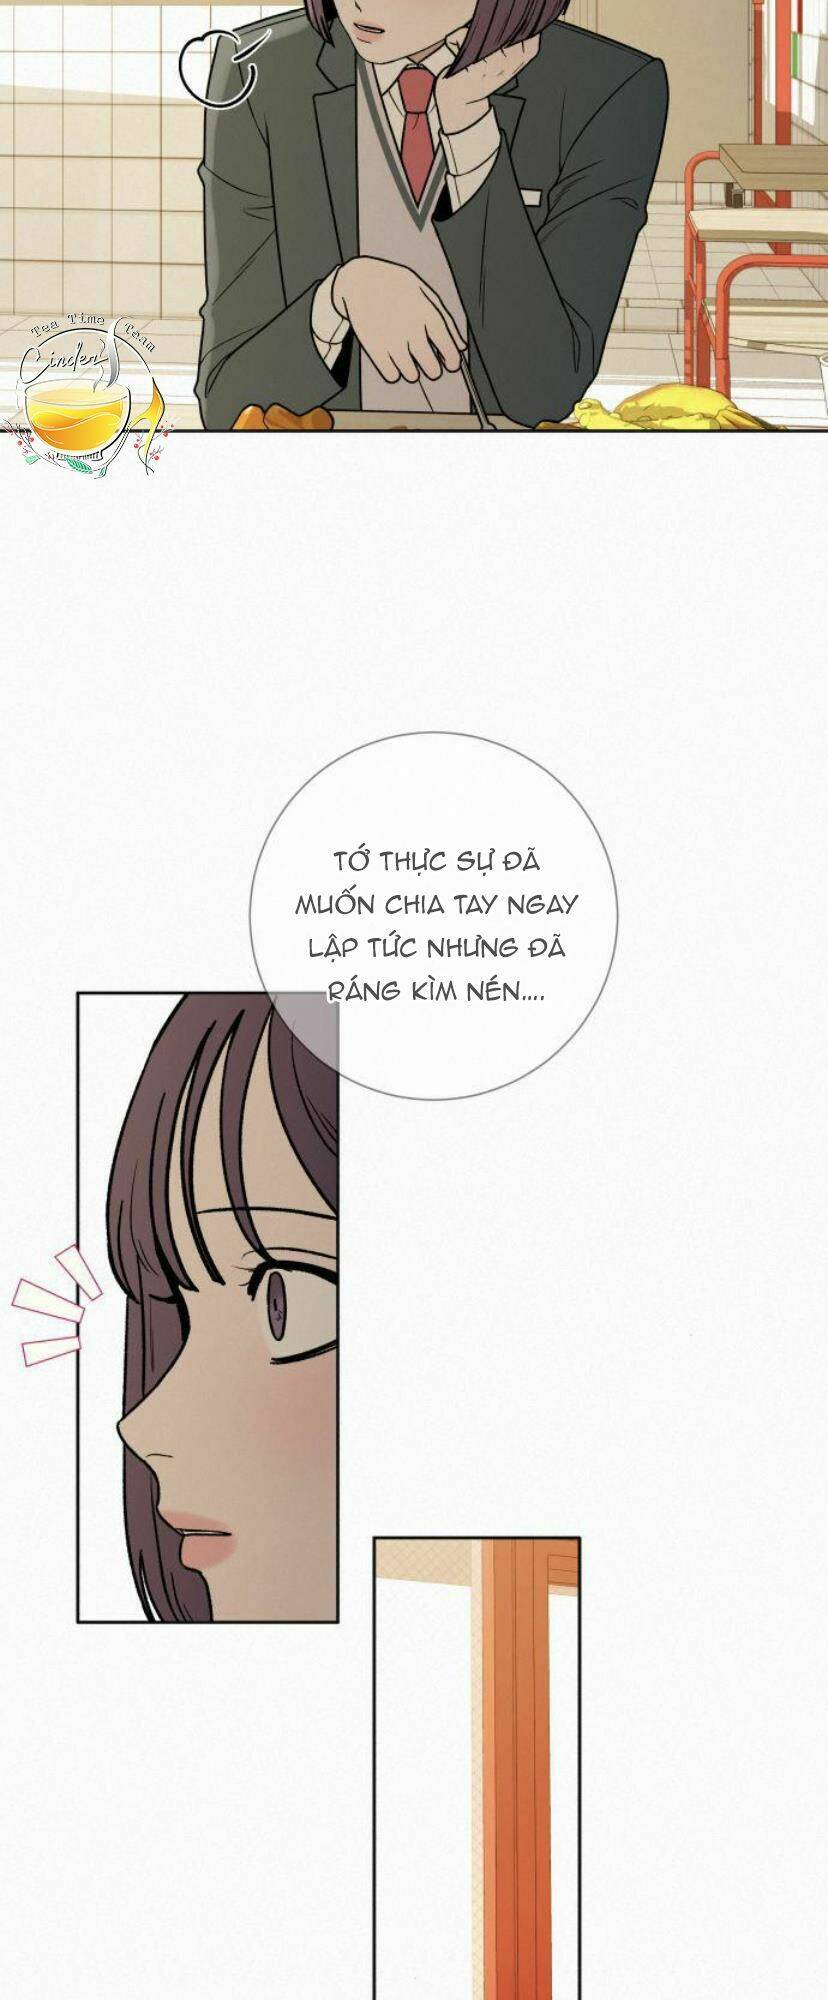 Tea Time Team
Cinder
TỚ THỰC SỰ ĐÃ
MUỐN CHIA TAY NGAY
LẬP TỨC NHƯNG ĐÃ
RÁNG KÌM NÉN....